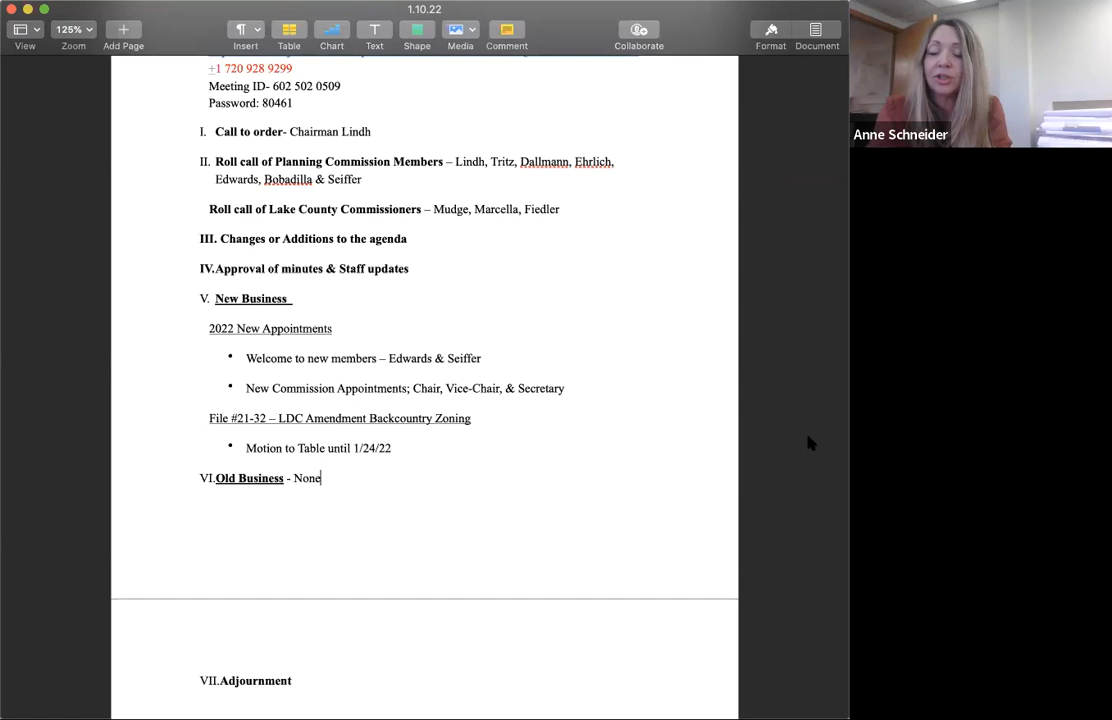 1.10.22
125%
View
Zoom
Add Page
Insert
Table
Chart
Text
Shape
Media
Comment
Collaborate
Format
Document
+1 720 928 9299
Meeting ID- 602 502 0509
Password: 80461
I. Call to order- Chairman Lindh
II. Roll call of Planning Commission Members – Lindh, Tritz, Dallmann, Ehrlich,
Edwards, Bobadilla & Seiffer
Roll call of Lake County Commissioners – Mudge, Marcella, Fiedler
III. Changes or Additions to the agenda
IV.Approval of minutes & Staff updates
V. New Business
2022 New Appointments
• Welcome to new members – Edwards & Seiffer
• New Commission Appointments; Chair, Vice-Chair, & Secretary
File #21-32 – LDC Amendment Backcountry Zoning
• Motion to Table until 1/24/22
VI.Old Business - None
VII.Adjournment
Anne Schneider